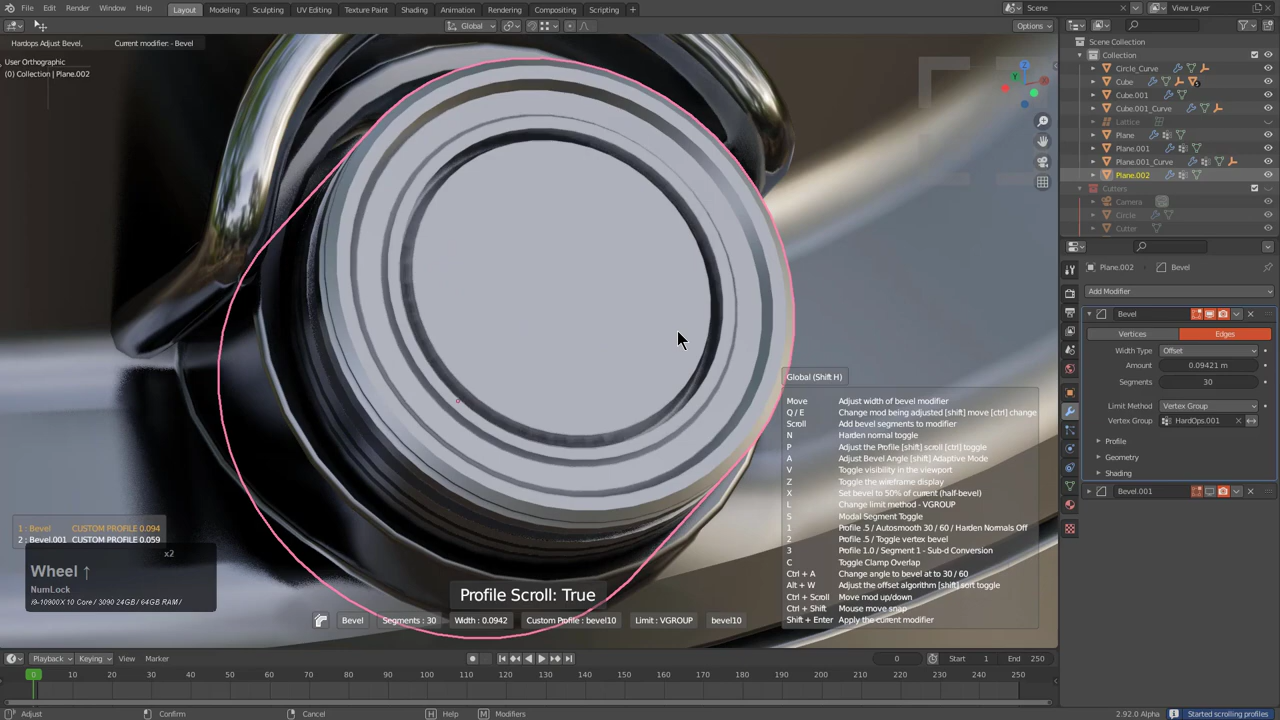 File Edit Render Window Help Layout Modeling Sculpting UV Editing Texture Paint Shading Animation Rendering Compositing Scripting + Scene View Layer
Global Options
Hardops Adjust Bevel, Current modifier: - Bevel
User Orthographic
(0) Collection | Plane.002
Scene Collection
Collection
Circle_Curve
Cube
Cube.001
Cube.001_Curve
Lattice
Plane
Plane.001
Plane.001_Curve
Plane.002
Cutters
Camera
Circle
Cutter
Plane.002 Bevel
Add Modifier
Bevel
Vertices Edges
Width Type Offset
Amount 0.09421 m
Segments 30
Limit Method Vertex Group
Vertex Group HardOps.001
Profile
Geometry
Shading
Bevel.001
Global (Shift H)
Move Adjust width of bevel modifier
Q / E Change mod being adjusted [shift] move [ctrl] change
Scroll Add bevel segments to modifier
N Harden normal toggle
P Adjust the Profile [shift] scroll [ctrl] toggle
A Adjust Bevel Angle [shift] Adaptive Mode
V Toggle visibility in the viewport
Z Toggle the wireframe display
X Set bevel to 50% of current (half-bevel)
L Change limit method - VGROUP
S Modal Segment Toggle
1 Profile .5 / Autosmooth 30 / 60 / Harden Normals Off
2 Profile .5 / Toggle vertex bevel
3 Profile 1.0 / Segment 1 - Sub-d Conversion
C Toggle Clamp Overlap
Ctrl + A Change angle to bevel at to 30 / 60
Alt + W Adjust the offset algorithm [shift] sort toggle
Ctrl + Scroll Move mod up/down
Ctrl + Shift Mouse move snap
Shift + Enter Apply the current modifier
1 : Bevel CUSTOM PROFILE 0.094
2 : Bevel.001 CUSTOM PROFILE 0.059
x2
Wheel ↑
NumLock
i9-10900X 10 Core / 3090 24GB / 64GB RAM /
Profile Scroll: True
Bevel Segments : 30 Width : 0.0942 Custom Profile : bevel10 Limit : VGROUP bevel10
Playback Keying View Marker 0 Start 1 End 250
0 10 20 30 40 50 60 70 80 90 100 110 120 130 140 150 160 170 180 190 200 210 220 230 240 250
Adjust Confirm Cancel H Help M Modifiers 2.92.0 Alpha Started scrolling profiles